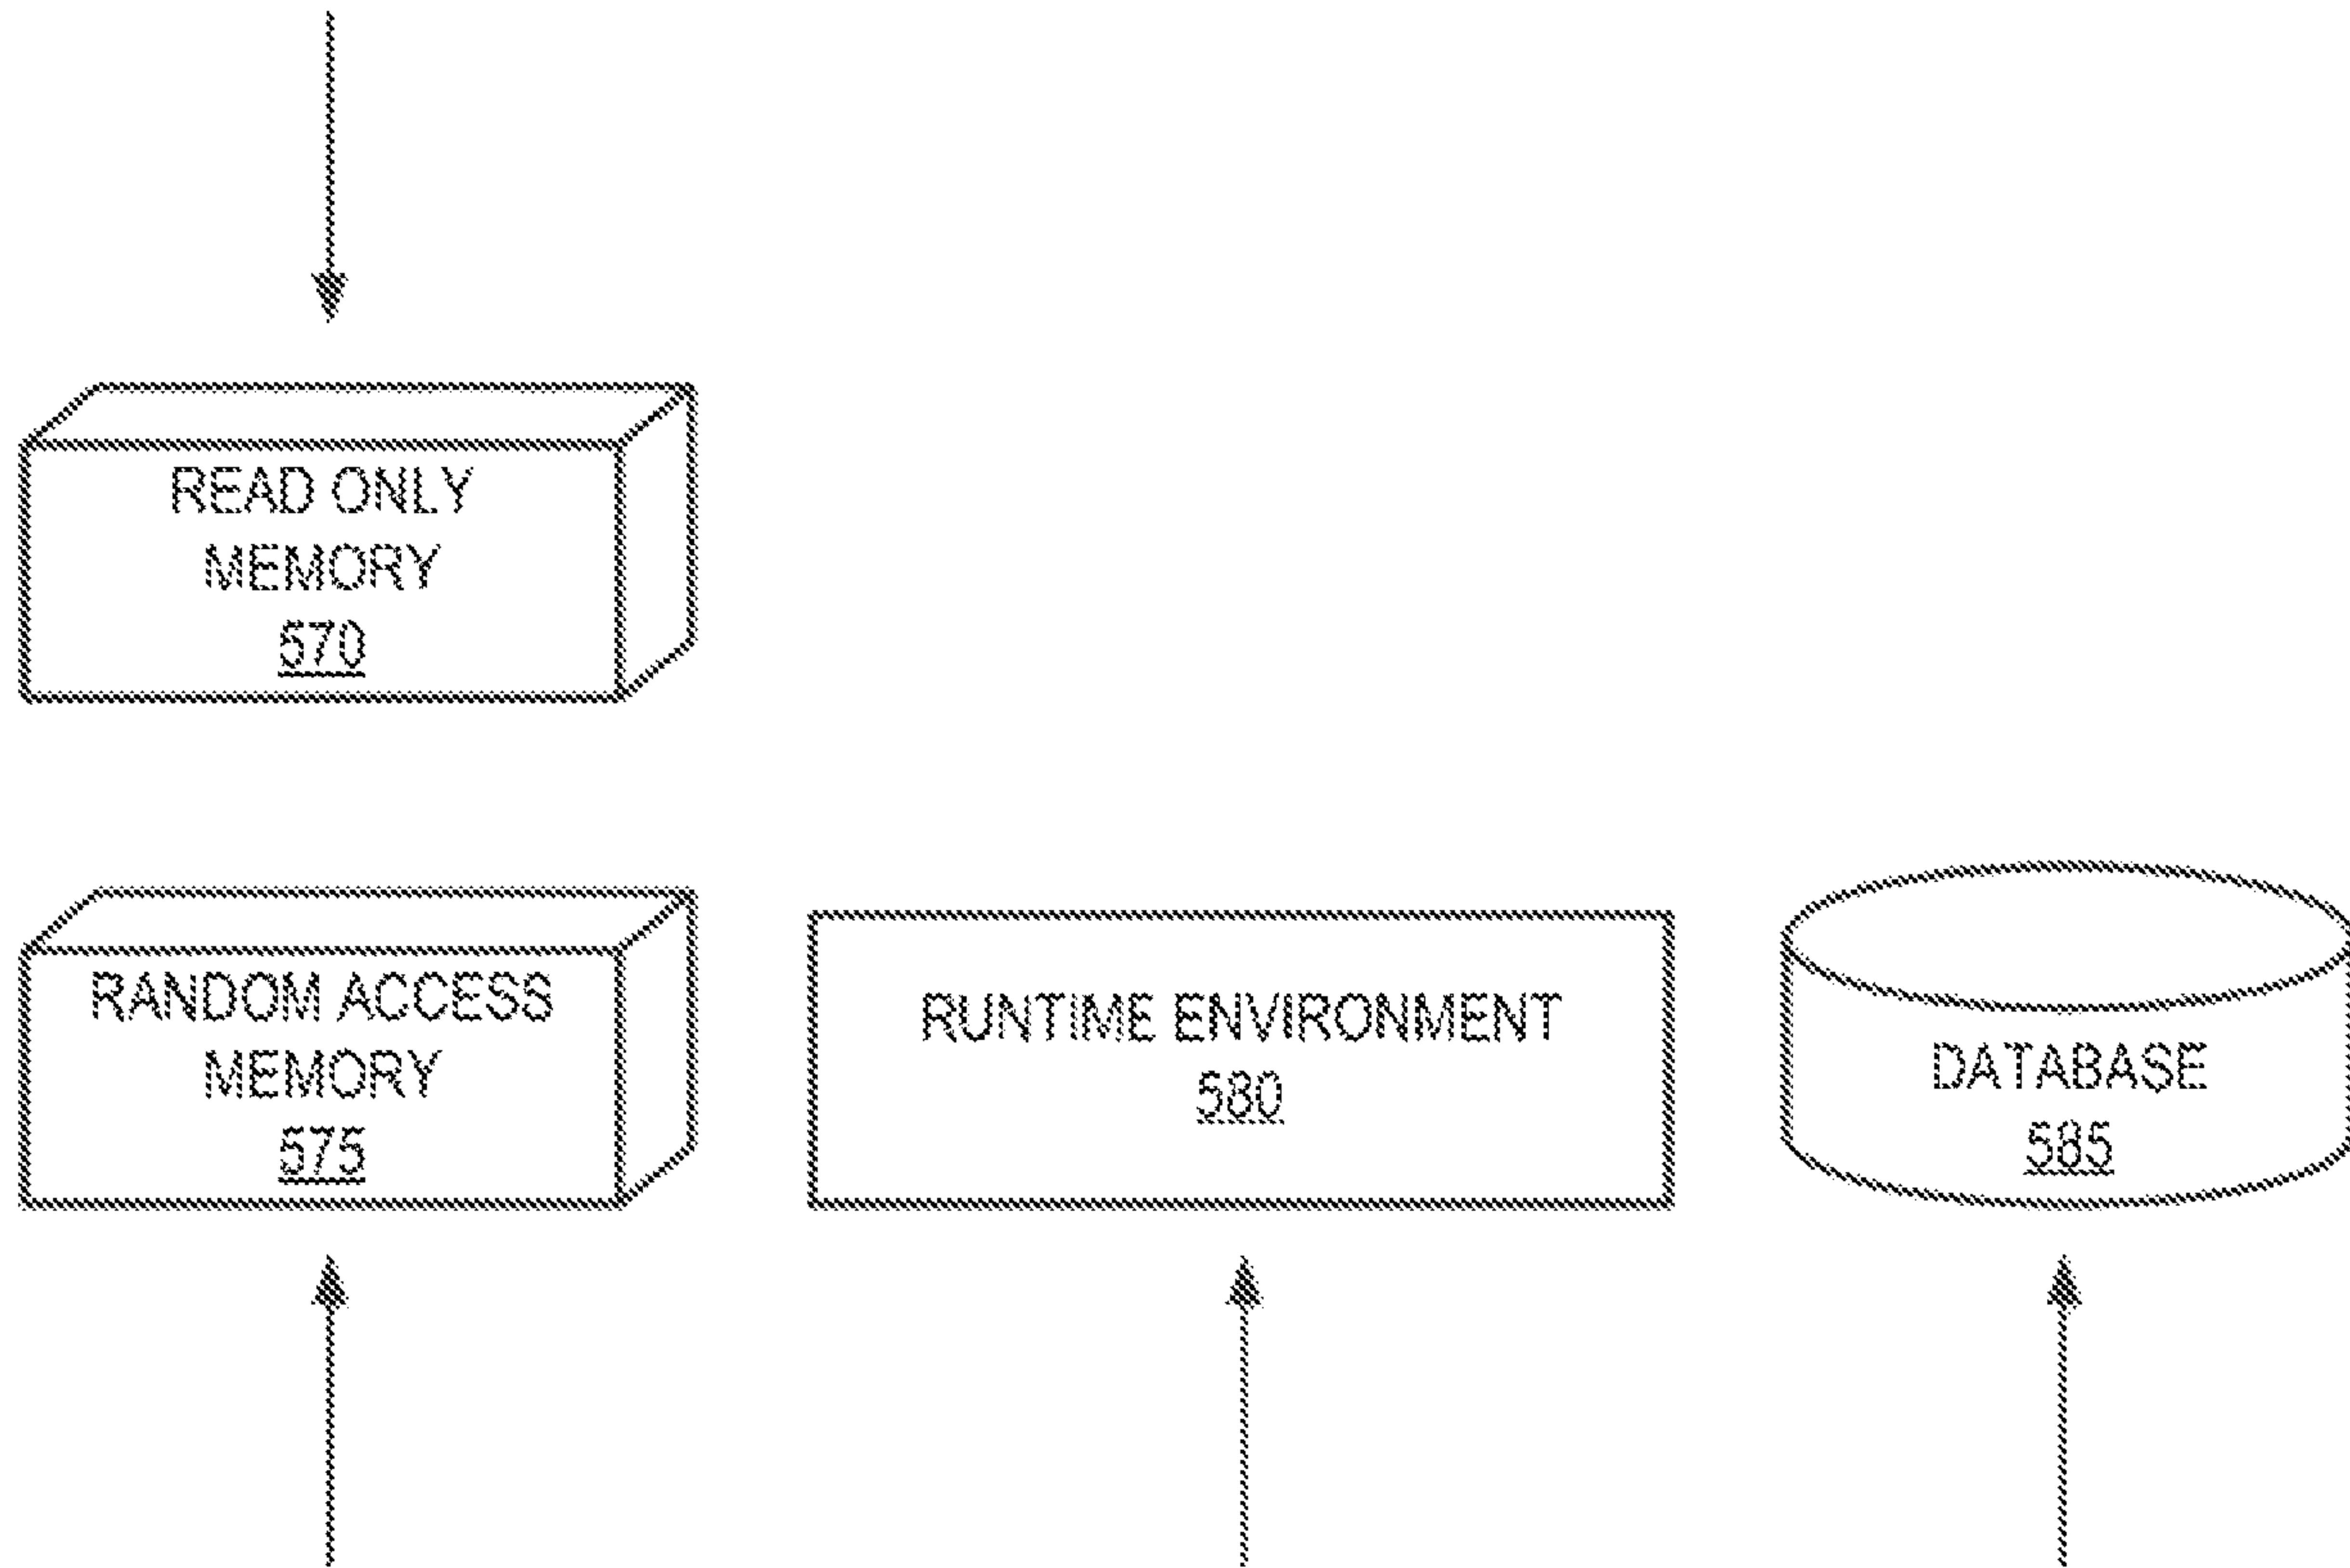 READ ONLY
MEMORY
570
RANDOM ACCESS
MEMORY
575
RUNTIME ENVIRONMENT
580
DATABASE
585